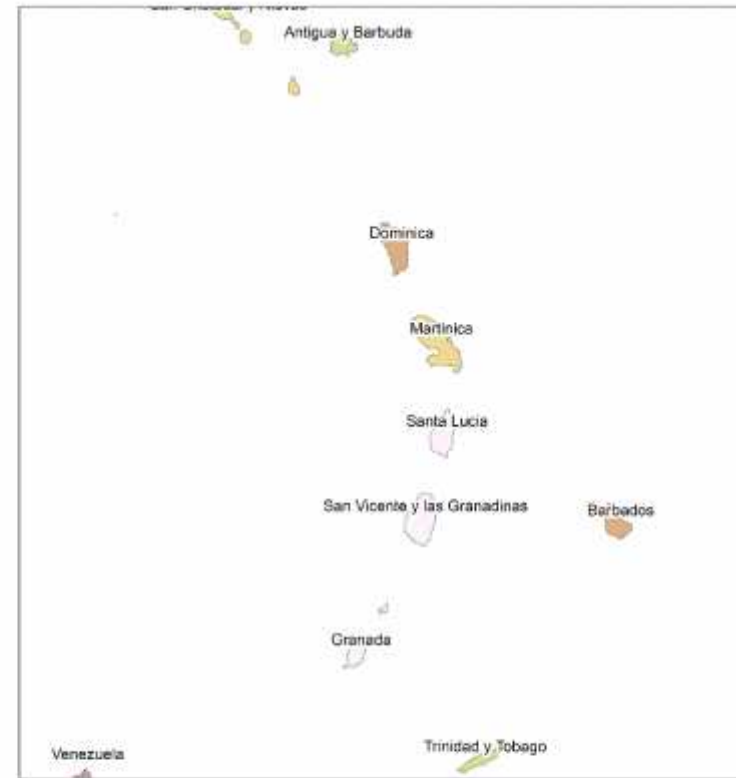 Antigua y Barbuda
Dominica
Martinica
Santa Lucia
San Vicente y las Granadinas
Barbados
Granada
Trinidad y Tobago
Venezuela